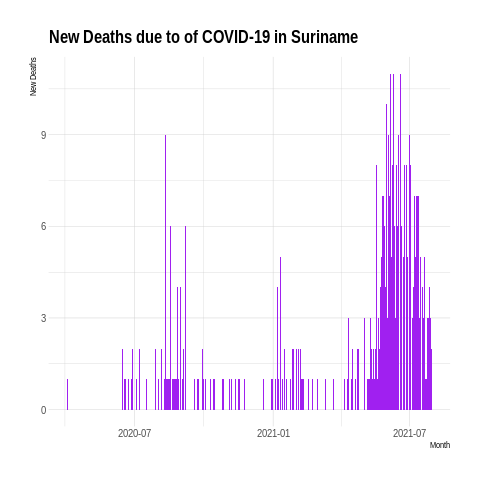 New Deaths due to of COVID-19 in Suriname
New Deaths
9
6
3
0
2020-07
2021-01
2021-07
Month